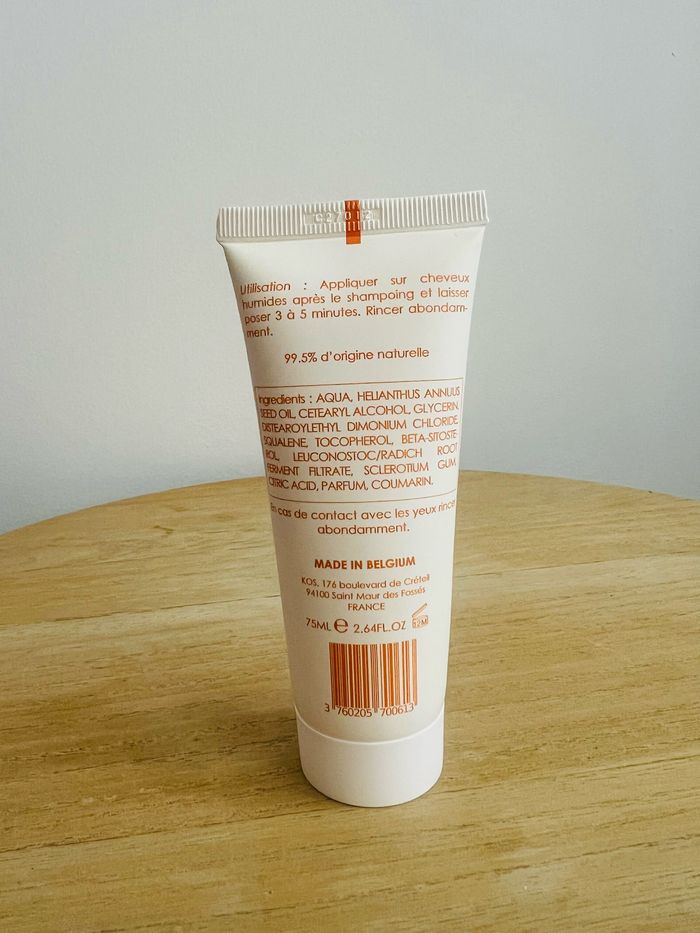 C27012
Utilisation : Appliquer sur cheveux
humides après le shampoing et laisser
poser 3 à 5 minutes. Rincer abondam-
ment.
99.5% d'origine naturelle
Ingredients : AQUA, HELIANTHUS ANNUUS
SEED OIL, CETEARYL ALCOHOL, GLYCERIN,
DISTEAROYLETHYL DIMONIUM CHLORIDE,
SQUALENE, TOCOPHEROL, BETA-SITOSTE-
ROL, LEUCONOSTOC/RADICH ROOT
FERMENT FILTRATE, SCLEROTIUM GUM,
CITRIC ACID, PARFUM, COUMARIN.
En cas de contact avec les yeux rincer
abondamment.
MADE IN BELGIUM
KOS. 176 boulevard de Créteil
94100 Saint Maur des Fossés
FRANCE
75ML e 2.64FL.OZ 12M
3 760205 700613